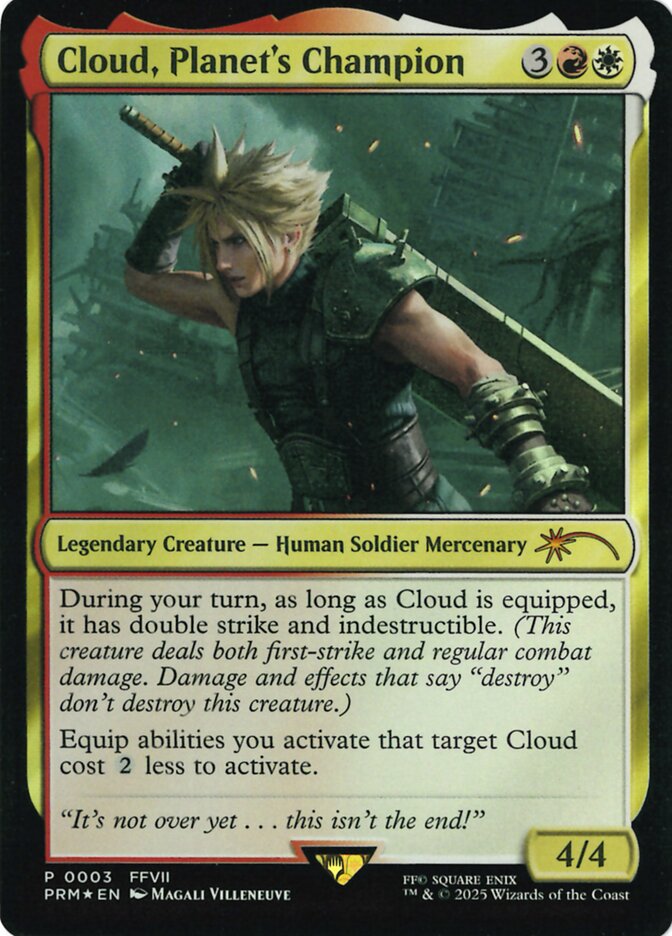 Cloud, Planet's Champion 3
Legendary Creature — Human Soldier Mercenary
During your turn, as long as Cloud is equipped,
it has double strike and indestructible. (This
creature deals both first-strike and regular combat
damage. Damage and effects that say “destroy”
don't destroy this creature.)
Equip abilities you activate that target Cloud
cost 2 less to activate.
“It's not over yet . . . this isn't the end!”
4/4
P 0003 FFVII
PRM★EN Magali Villeneuve
FF© SQUARE ENIX
™ & © 2025 Wizards of the Coast